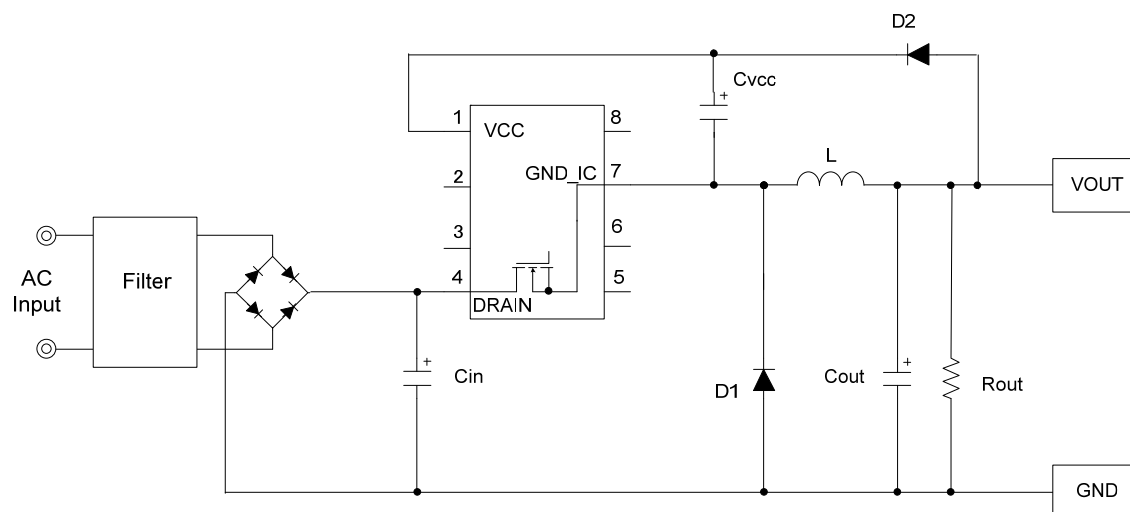 D2
Cvcc
+
1
VCC
8
2
GND_IC
7
L
VOUT
3
6
AC
Input
Filter
4
DRAIN
5
+
Cin
D1
Cout
+
Rout
GND